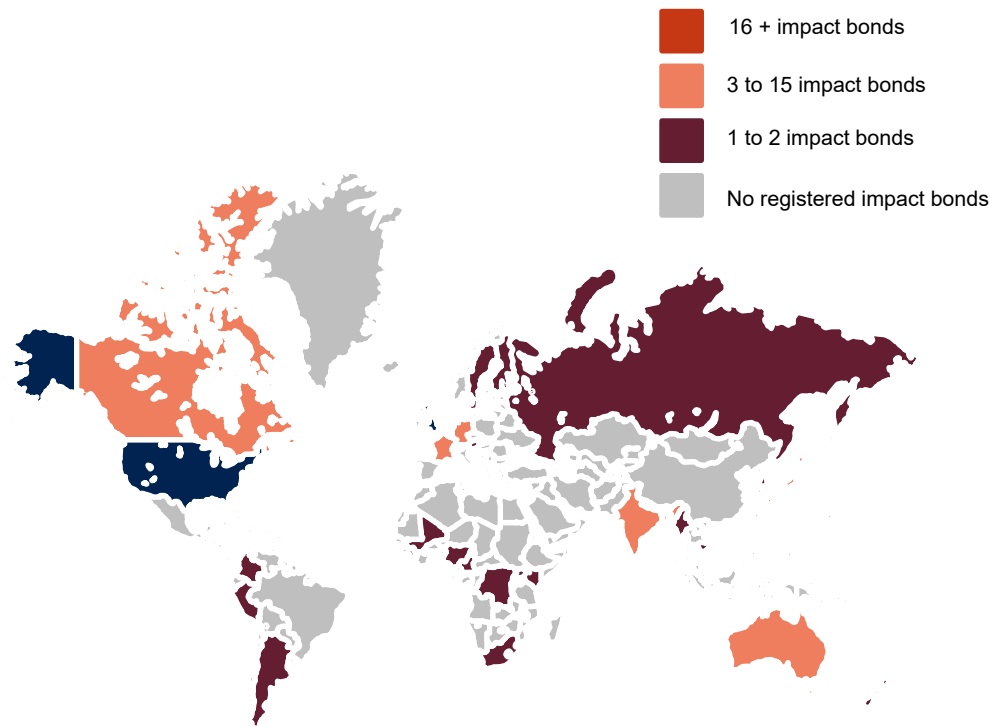 16 + impact bonds
3 to 15 impact bonds
1 to 2 impact bonds
No registered impact bonds